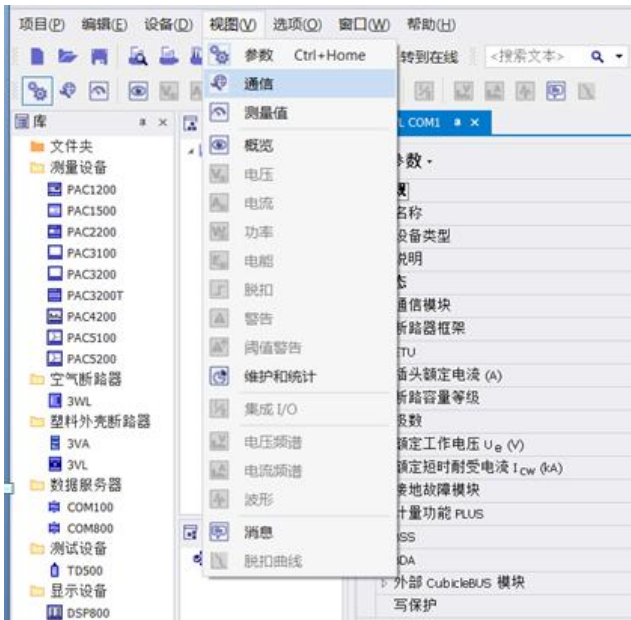 项目(P) 编辑(E) 设备(D) 视图(V) 选项(O) 窗口(W) 帮助(H)
转到在线 <搜索文本>
库
文件夹
测量设备
PAC1200
PAC1500
PAC2200
PAC3100
PAC3200
PAC3200T
PAC4200
PAC5100
PAC5200
空气断路器
3WL
塑料外壳断路器
3VA
3VL
数据服务器
COM100
COM800
测试设备
TD500
显示设备
DSP800
参数 Ctrl+Home
通信
测量值
概览
电压
电流
功率
电能
脱扣
警告
阈值警告
维护和统计
集成 I/O
电压频谱
电流频谱
波形
消息
脱扣曲线
COM1
参数
名称
设备类型
说明
态
通信模块
断路器框架
ETU
插头额定电流 (A)
断路容量等级
极数
额定工作电压 Ue (V)
额定短时耐受电流 Icw (kA)
接地故障模块
计量功能 PLUS
BSS
BDA
外部 CubicleBUS 模块
写保护